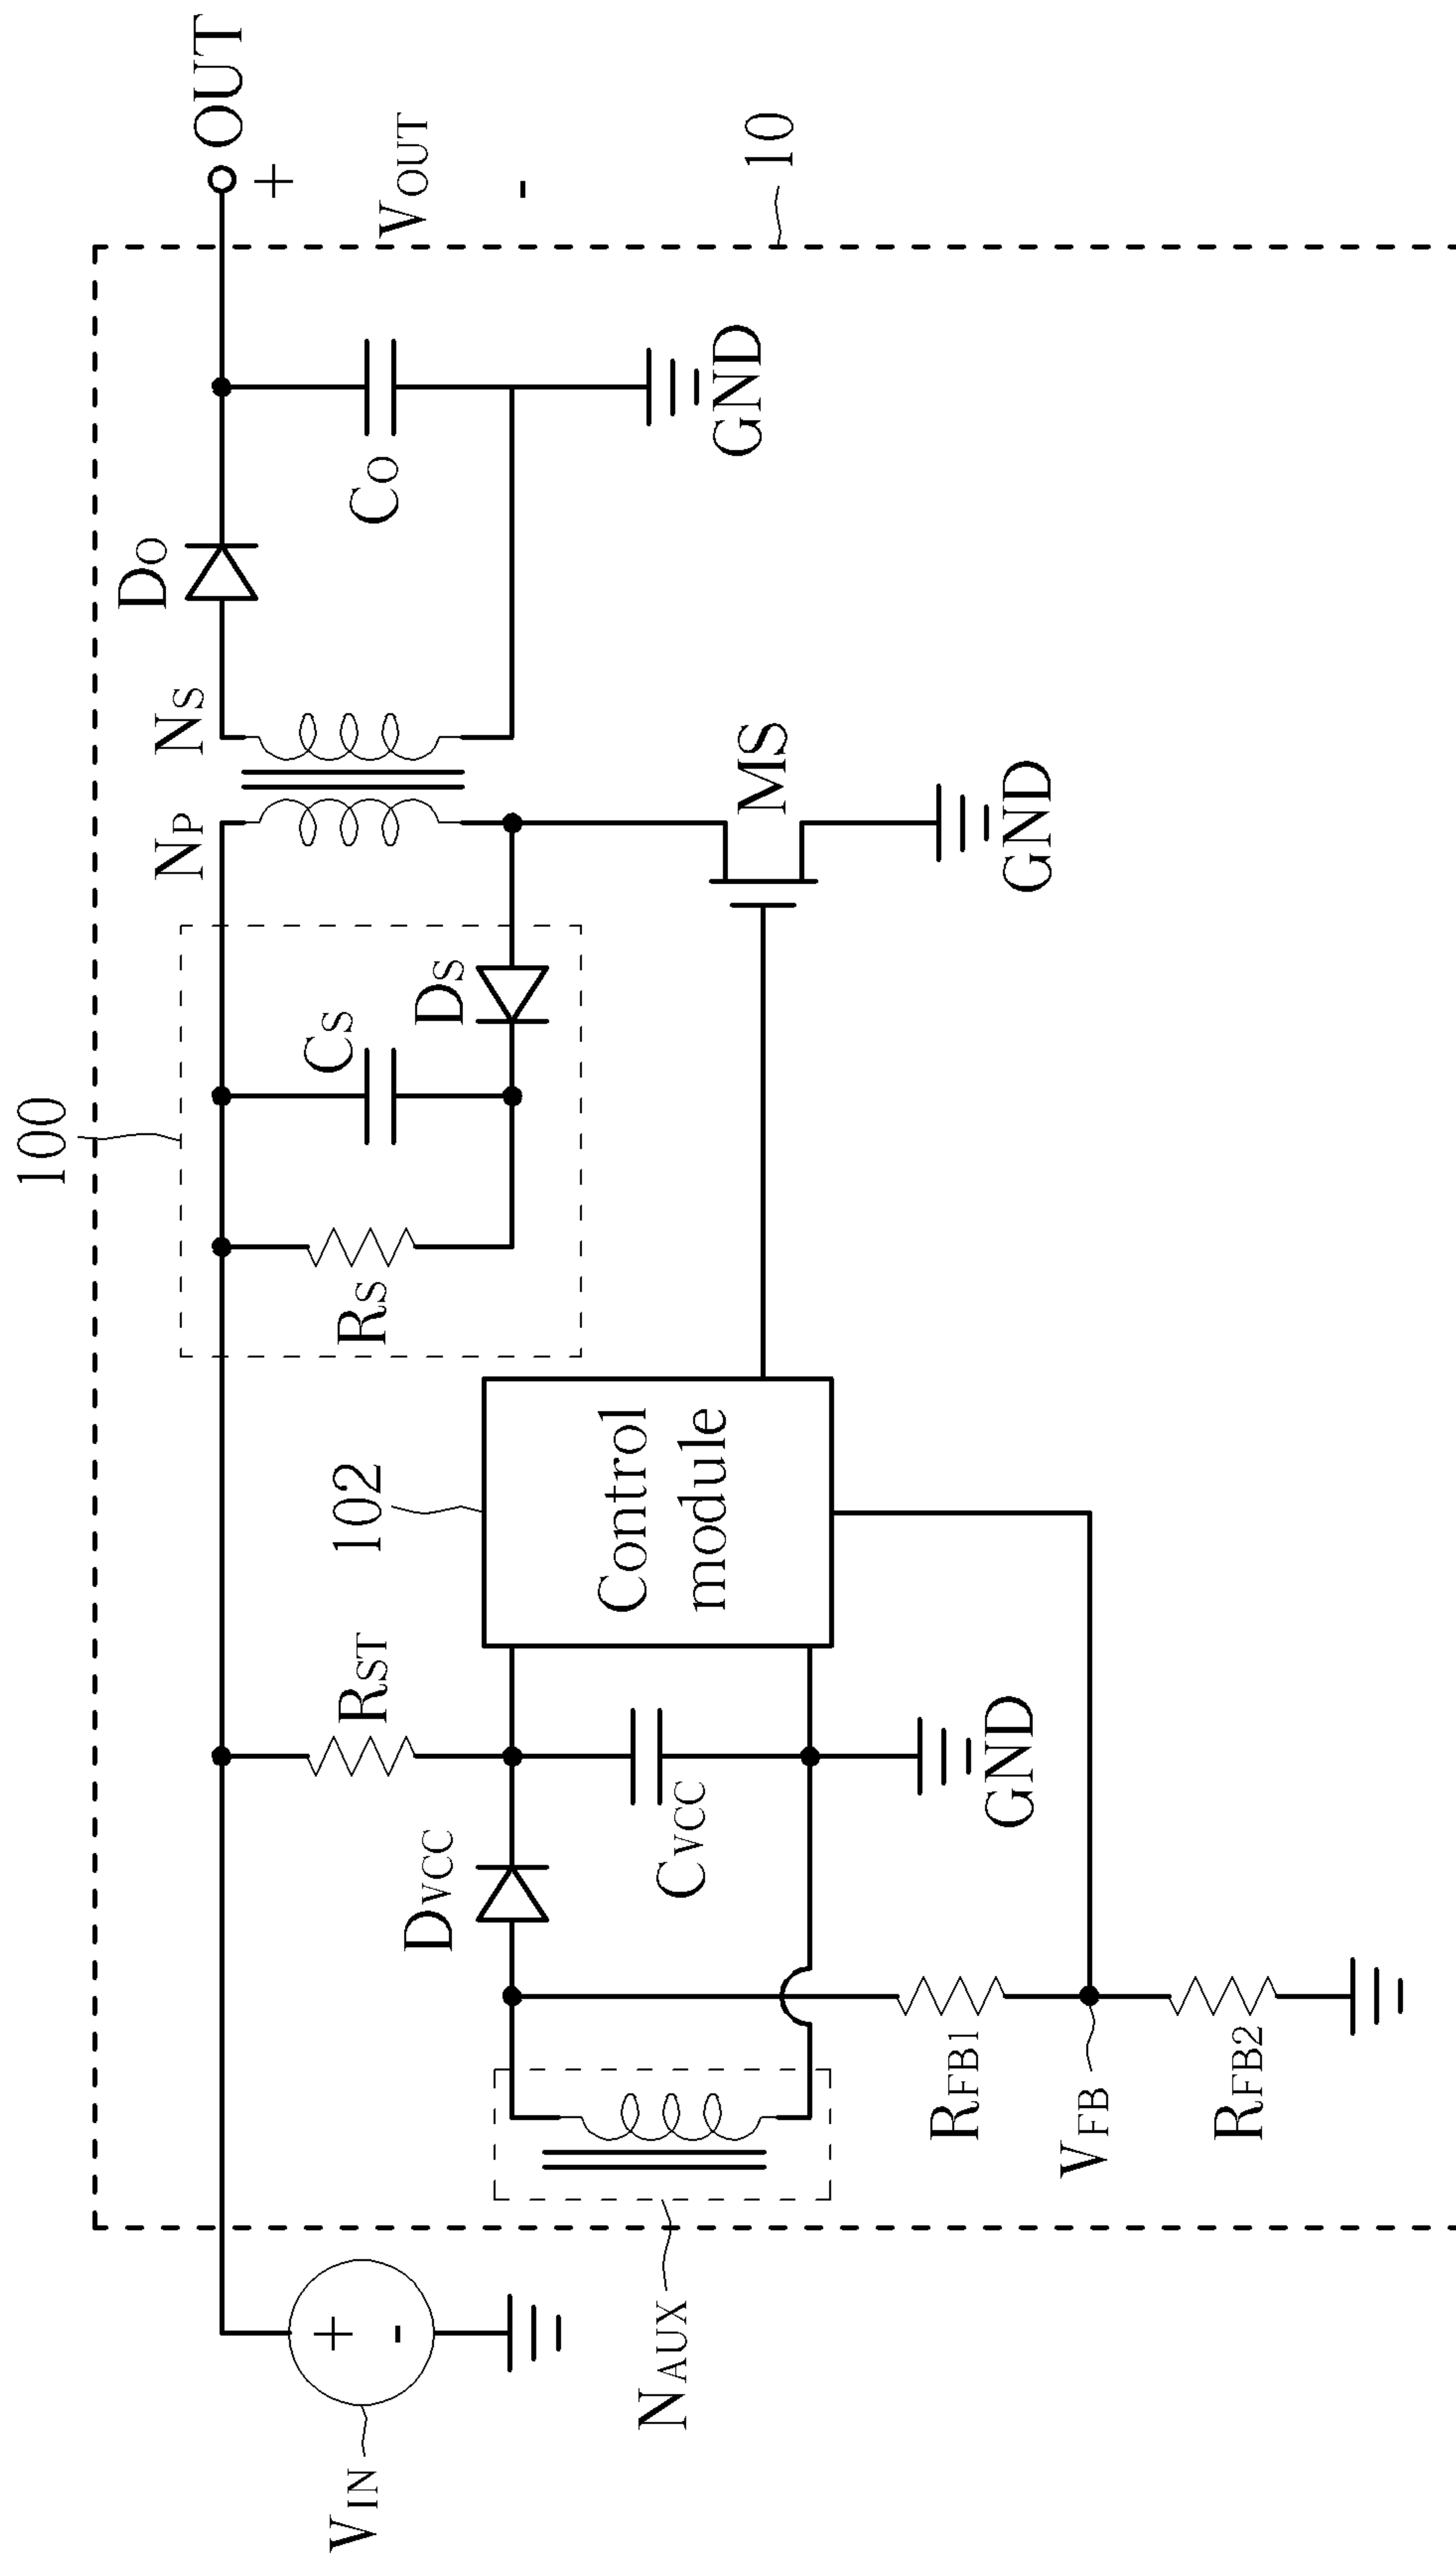 100
10
NP
NS
DO
OUT
+
VOUT
-
CO
GND
CS
DS
RS
MS
GND
102
Control
module
RST
DVCC
CVCC
GND
VIN
+
-
NAUX
RFB1
VFB
RFB2